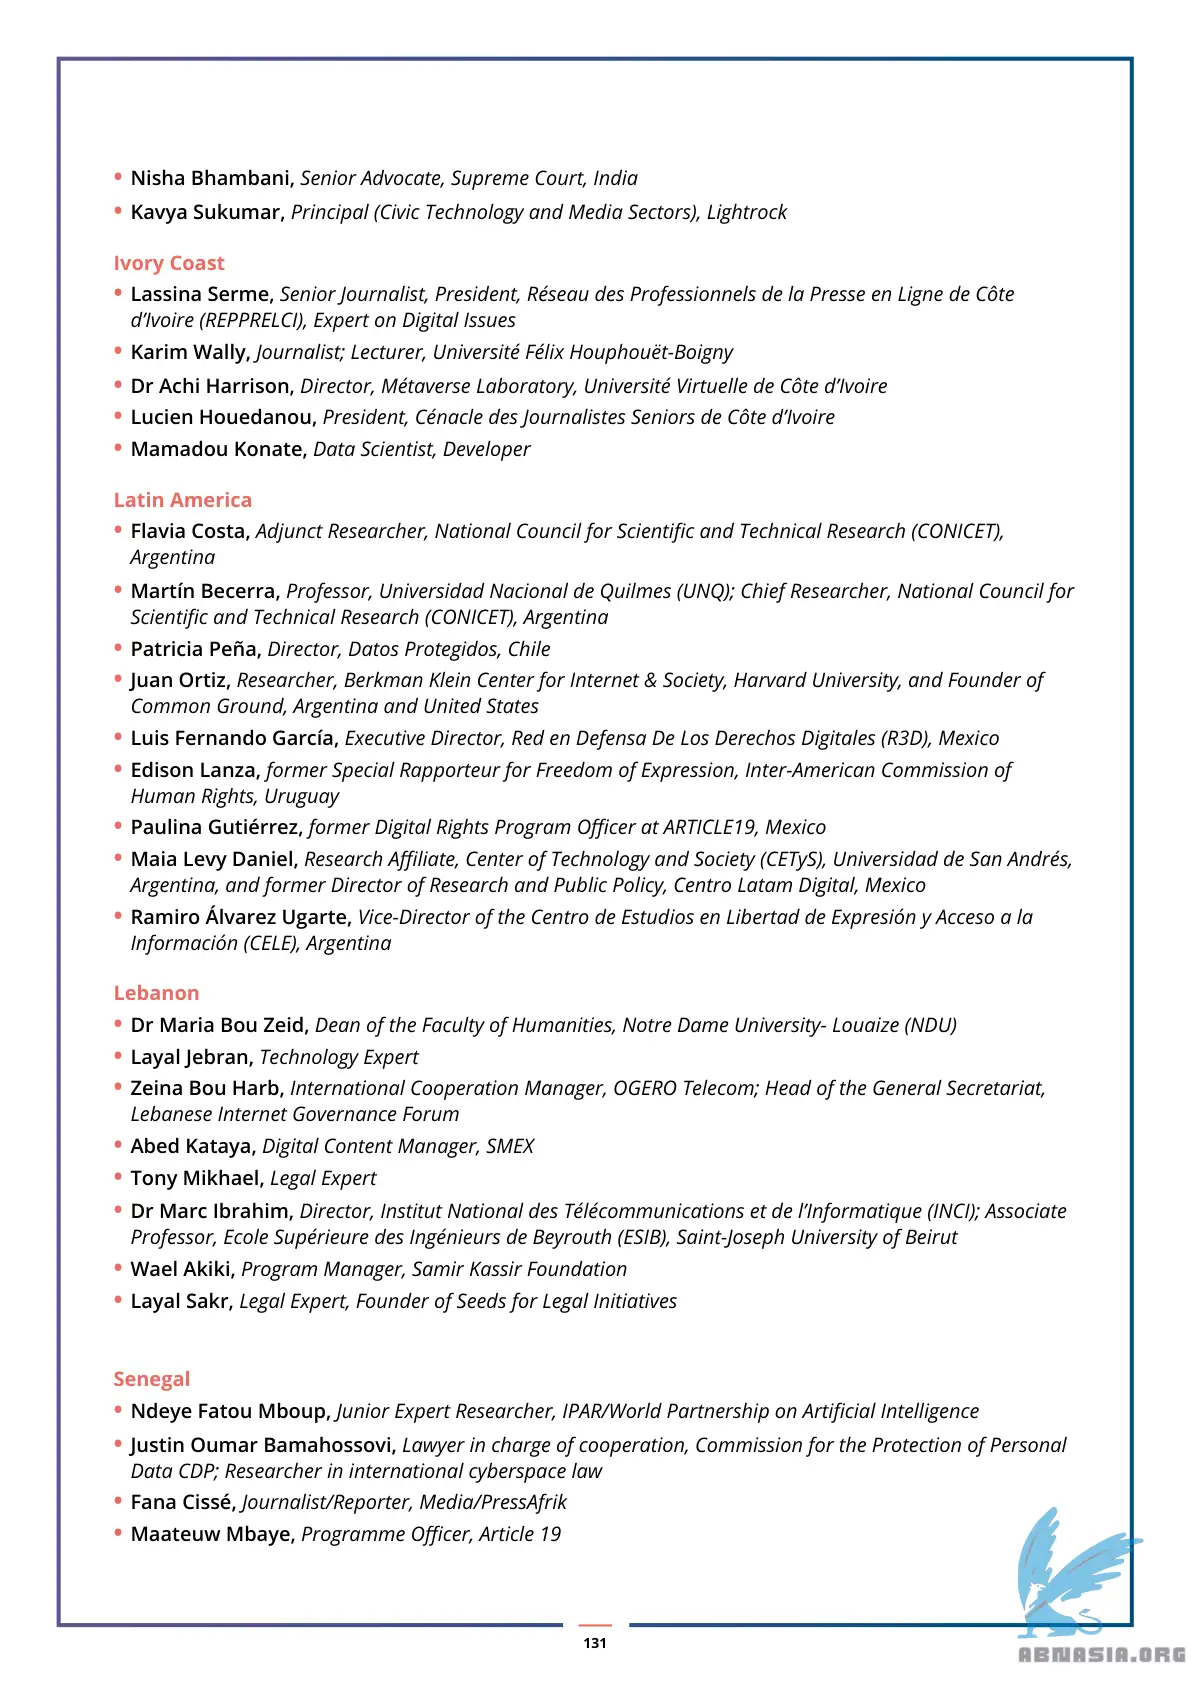 • Nisha Bhambani, Senior Advocate, Supreme Court, India
• Kavya Sukumar, Principal (Civic Technology and Media Sectors), Lightrock
Ivory Coast
• Lassina Serme, Senior Journalist, President, Réseau des Professionnels de la Presse en Ligne de Côte
d’Ivoire (REPPRELCI), Expert on Digital Issues
• Karim Wally, Journalist; Lecturer, Université Félix Houphouët-Boigny
• Dr Achi Harrison, Director, Métaverse Laboratory, Université Virtuelle de Côte d’Ivoire
• Lucien Houedanou, President, Cénacle des Journalistes Seniors de Côte d’Ivoire
• Mamadou Konate, Data Scientist, Developer
Latin America
• Flavia Costa, Adjunct Researcher, National Council for Scientific and Technical Research (CONICET),
Argentina
• Martín Becerra, Professor, Universidad Nacional de Quilmes (UNQ); Chief Researcher, National Council for
Scientific and Technical Research (CONICET), Argentina
• Patricia Peña, Director, Datos Protegidos, Chile
• Juan Ortiz, Researcher, Berkman Klein Center for Internet & Society, Harvard University, and Founder of
Common Ground, Argentina and United States
• Luis Fernando García, Executive Director, Red en Defensa De Los Derechos Digitales (R3D), Mexico
• Edison Lanza, former Special Rapporteur for Freedom of Expression, Inter-American Commission of
Human Rights, Uruguay
• Paulina Gutiérrez, former Digital Rights Program Officer at ARTICLE19, Mexico
• Maia Levy Daniel, Research Affiliate, Center of Technology and Society (CETyS), Universidad de San Andrés,
Argentina, and former Director of Research and Public Policy, Centro Latam Digital, Mexico
• Ramiro Álvarez Ugarte, Vice-Director of the Centro de Estudios en Libertad de Expresión y Acceso a la
Información (CELE), Argentina
Lebanon
• Dr Maria Bou Zeid, Dean of the Faculty of Humanities, Notre Dame University- Louaize (NDU)
• Layal Jebran, Technology Expert
• Zeina Bou Harb, International Cooperation Manager, OGERO Telecom; Head of the General Secretariat,
Lebanese Internet Governance Forum
• Abed Kataya, Digital Content Manager, SMEX
• Tony Mikhael, Legal Expert
• Dr Marc Ibrahim, Director, Institut National des Télécommunications et de l’Informatique (INCI); Associate
Professor, Ecole Supérieure des Ingénieurs de Beyrouth (ESIB), Saint-Joseph University of Beirut
• Wael Akiki, Program Manager, Samir Kassir Foundation
• Layal Sakr, Legal Expert, Founder of Seeds for Legal Initiatives
Senegal
• Ndeye Fatou Mboup, Junior Expert Researcher, IPAR/World Partnership on Artificial Intelligence
• Justin Oumar Bamahossovi, Lawyer in charge of cooperation, Commission for the Protection of Personal
Data CDP; Researcher in international cyberspace law
• Fana Cissé, Journalist/Reporter, Media/PressAfrik
• Maateuw Mbaye, Programme Officer, Article 19
131
ABNASIA.ORG